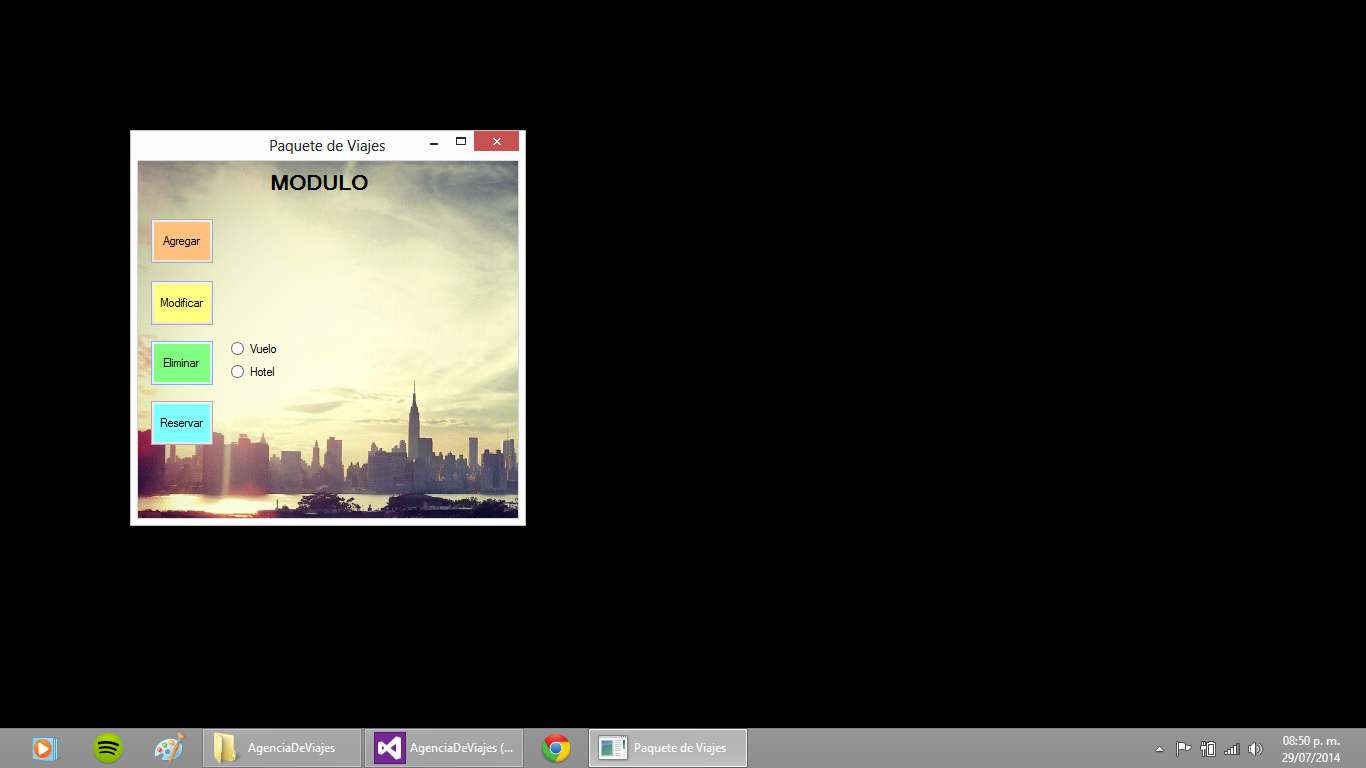 Paquete de Viajes
MODULO
Agregar
Modificar
Eliminar
Vuelo
Hotel
Reservar
AgenciaDeViajes
AgenciaDeViajes (...
Paquete de Viajes
08:50 p. m.
29/07/2014